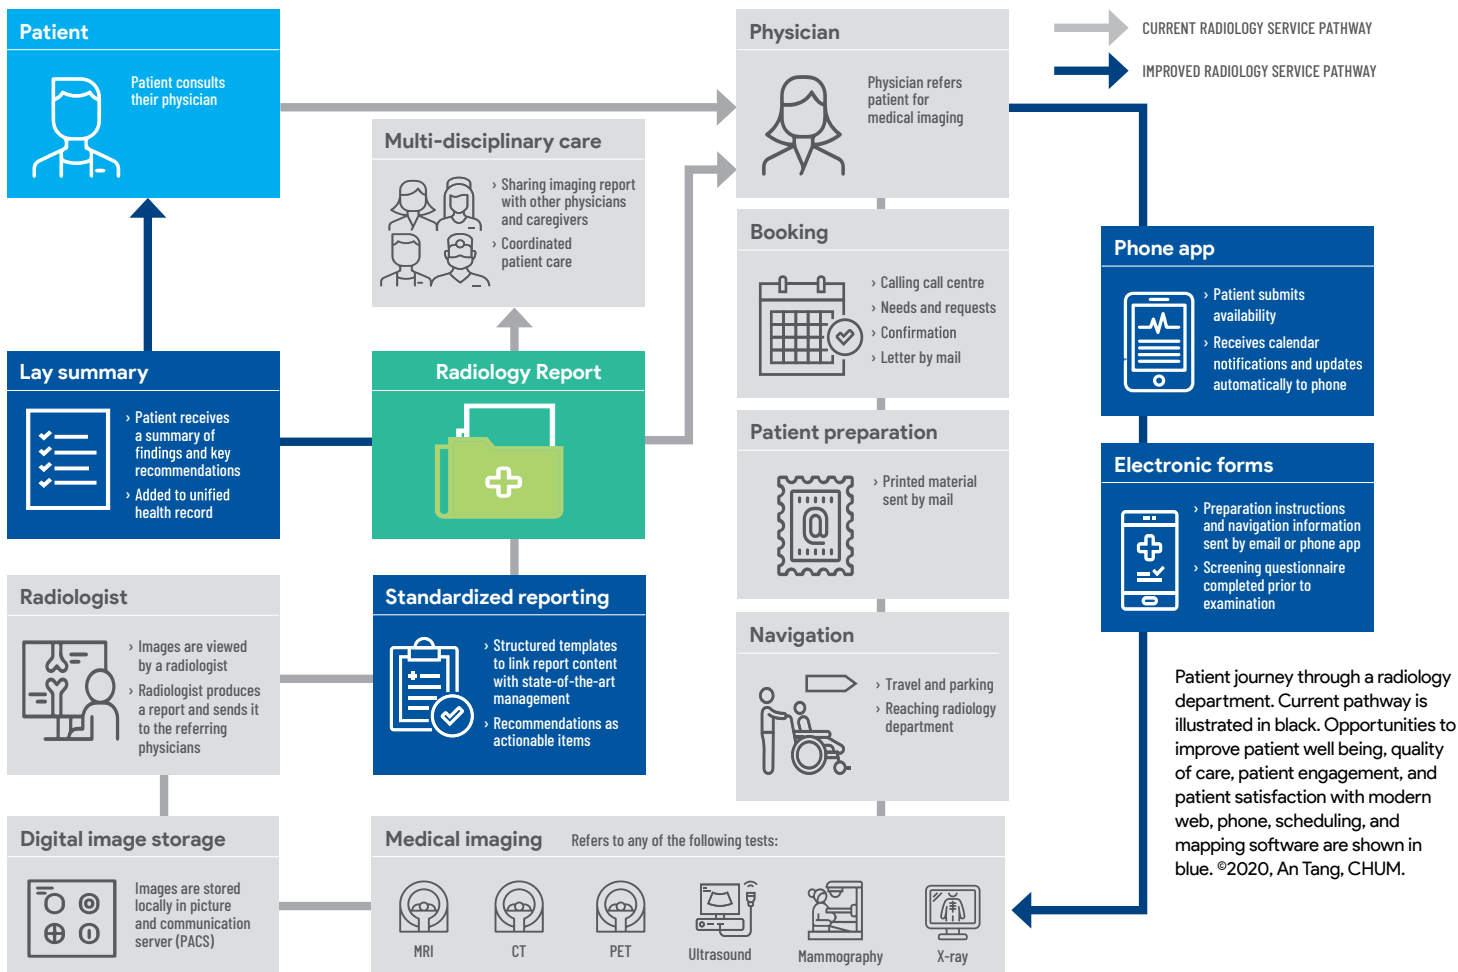 Patient
Patient consults
their physician
Physician
Physician refers
patient for
medical imaging
CURRENT RADIOLOGY SERVICE PATHWAY
IMPROVED RADIOLOGY SERVICE PATHWAY
Multi-disciplinary care
› Sharing imaging report
with other physicians
and caregivers
› Coordinated
patient care
Booking
› Calling call centre
› Needs and requests
› Confirmation
› Letter by mail
Phone app
› Patient submits
availability
› Receives calendar
notifications and updates
automatically to phone
Lay summary
› Patient receives
a summary of
findings and key
recommendations
› Added to unified
health record
Radiology Report
Patient preparation
@
› Printed material
sent by mail
Electronic forms
› Preparation instructions
and navigation information
sent by email or phone app
› Screening questionnaire
completed prior to
examination
Radiologist
› Images are viewed
by a radiologist
› Radiologist produces
a report and sends it
to the referring
physicians
Standardized reporting
› Structured templates
to link report content
with state-of-the-art
management
› Recommendations as
actionable items
Navigation
› Travel and parking
› Reaching radiology
department
Patient journey through a radiology
department. Current pathway is
illustrated in black. Opportunities to
improve patient well being, quality
of care, patient engagement, and
patient satisfaction with modern
web, phone, scheduling, and
mapping software are shown in
blue. ©2020, An Tang, CHUM.
Digital image storage
Images are stored
locally in picture
and communication
server (PACS)
Medical imaging Refers to any of the following tests:
MRI
CT
PET
Ultrasound
Mammography
X-ray